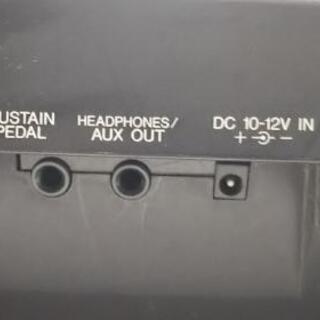 USTAIN
PEDAL
HEADPHONES/
AUX OUT
DC 10-12V IN
+ -